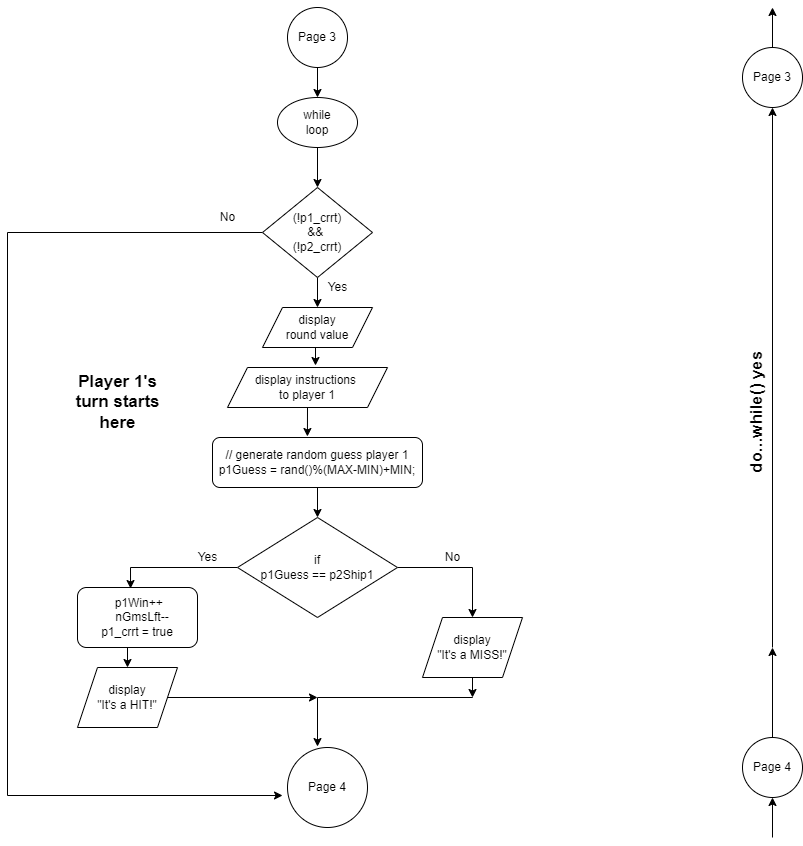 Page 3
Page 3
while
loop
No
(!p1_crrt)
&&
(!p2_crrt)
Yes
display
round value
Player 1's
turn starts
here
display instructions
to player 1
do...while() yes
// generate random guess player 1
p1Guess = rand()%(MAX-MIN)+MIN;
Yes
if
p1Guess == p2Ship1
No
p1Win++
nGmsLft--
p1_crrt = true
display
"It's a MISS!"
display
"It's a HIT!"
Page 4
Page 4